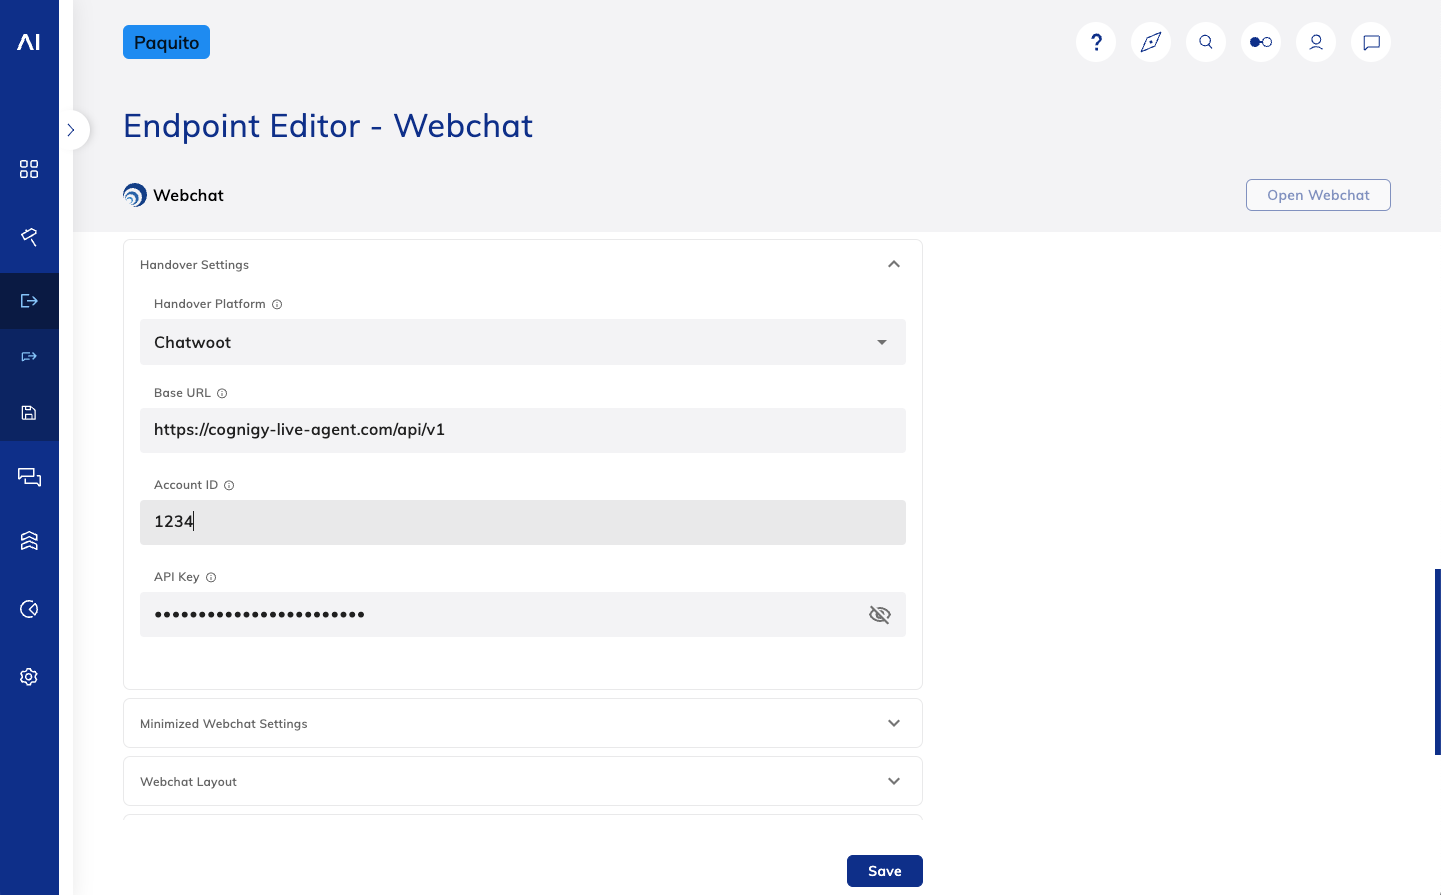 AI
Paquito
?
Endpoint Editor - Webchat
Webchat
Open Webchat
Handover Settings
Handover Platform
Chatwoot
Base URL
https://cognigy-live-agent.com/api/v1
Account ID
1234
API Key
••••••••••••••••••••••••
Minimized Webchat Settings
Webchat Layout
Save